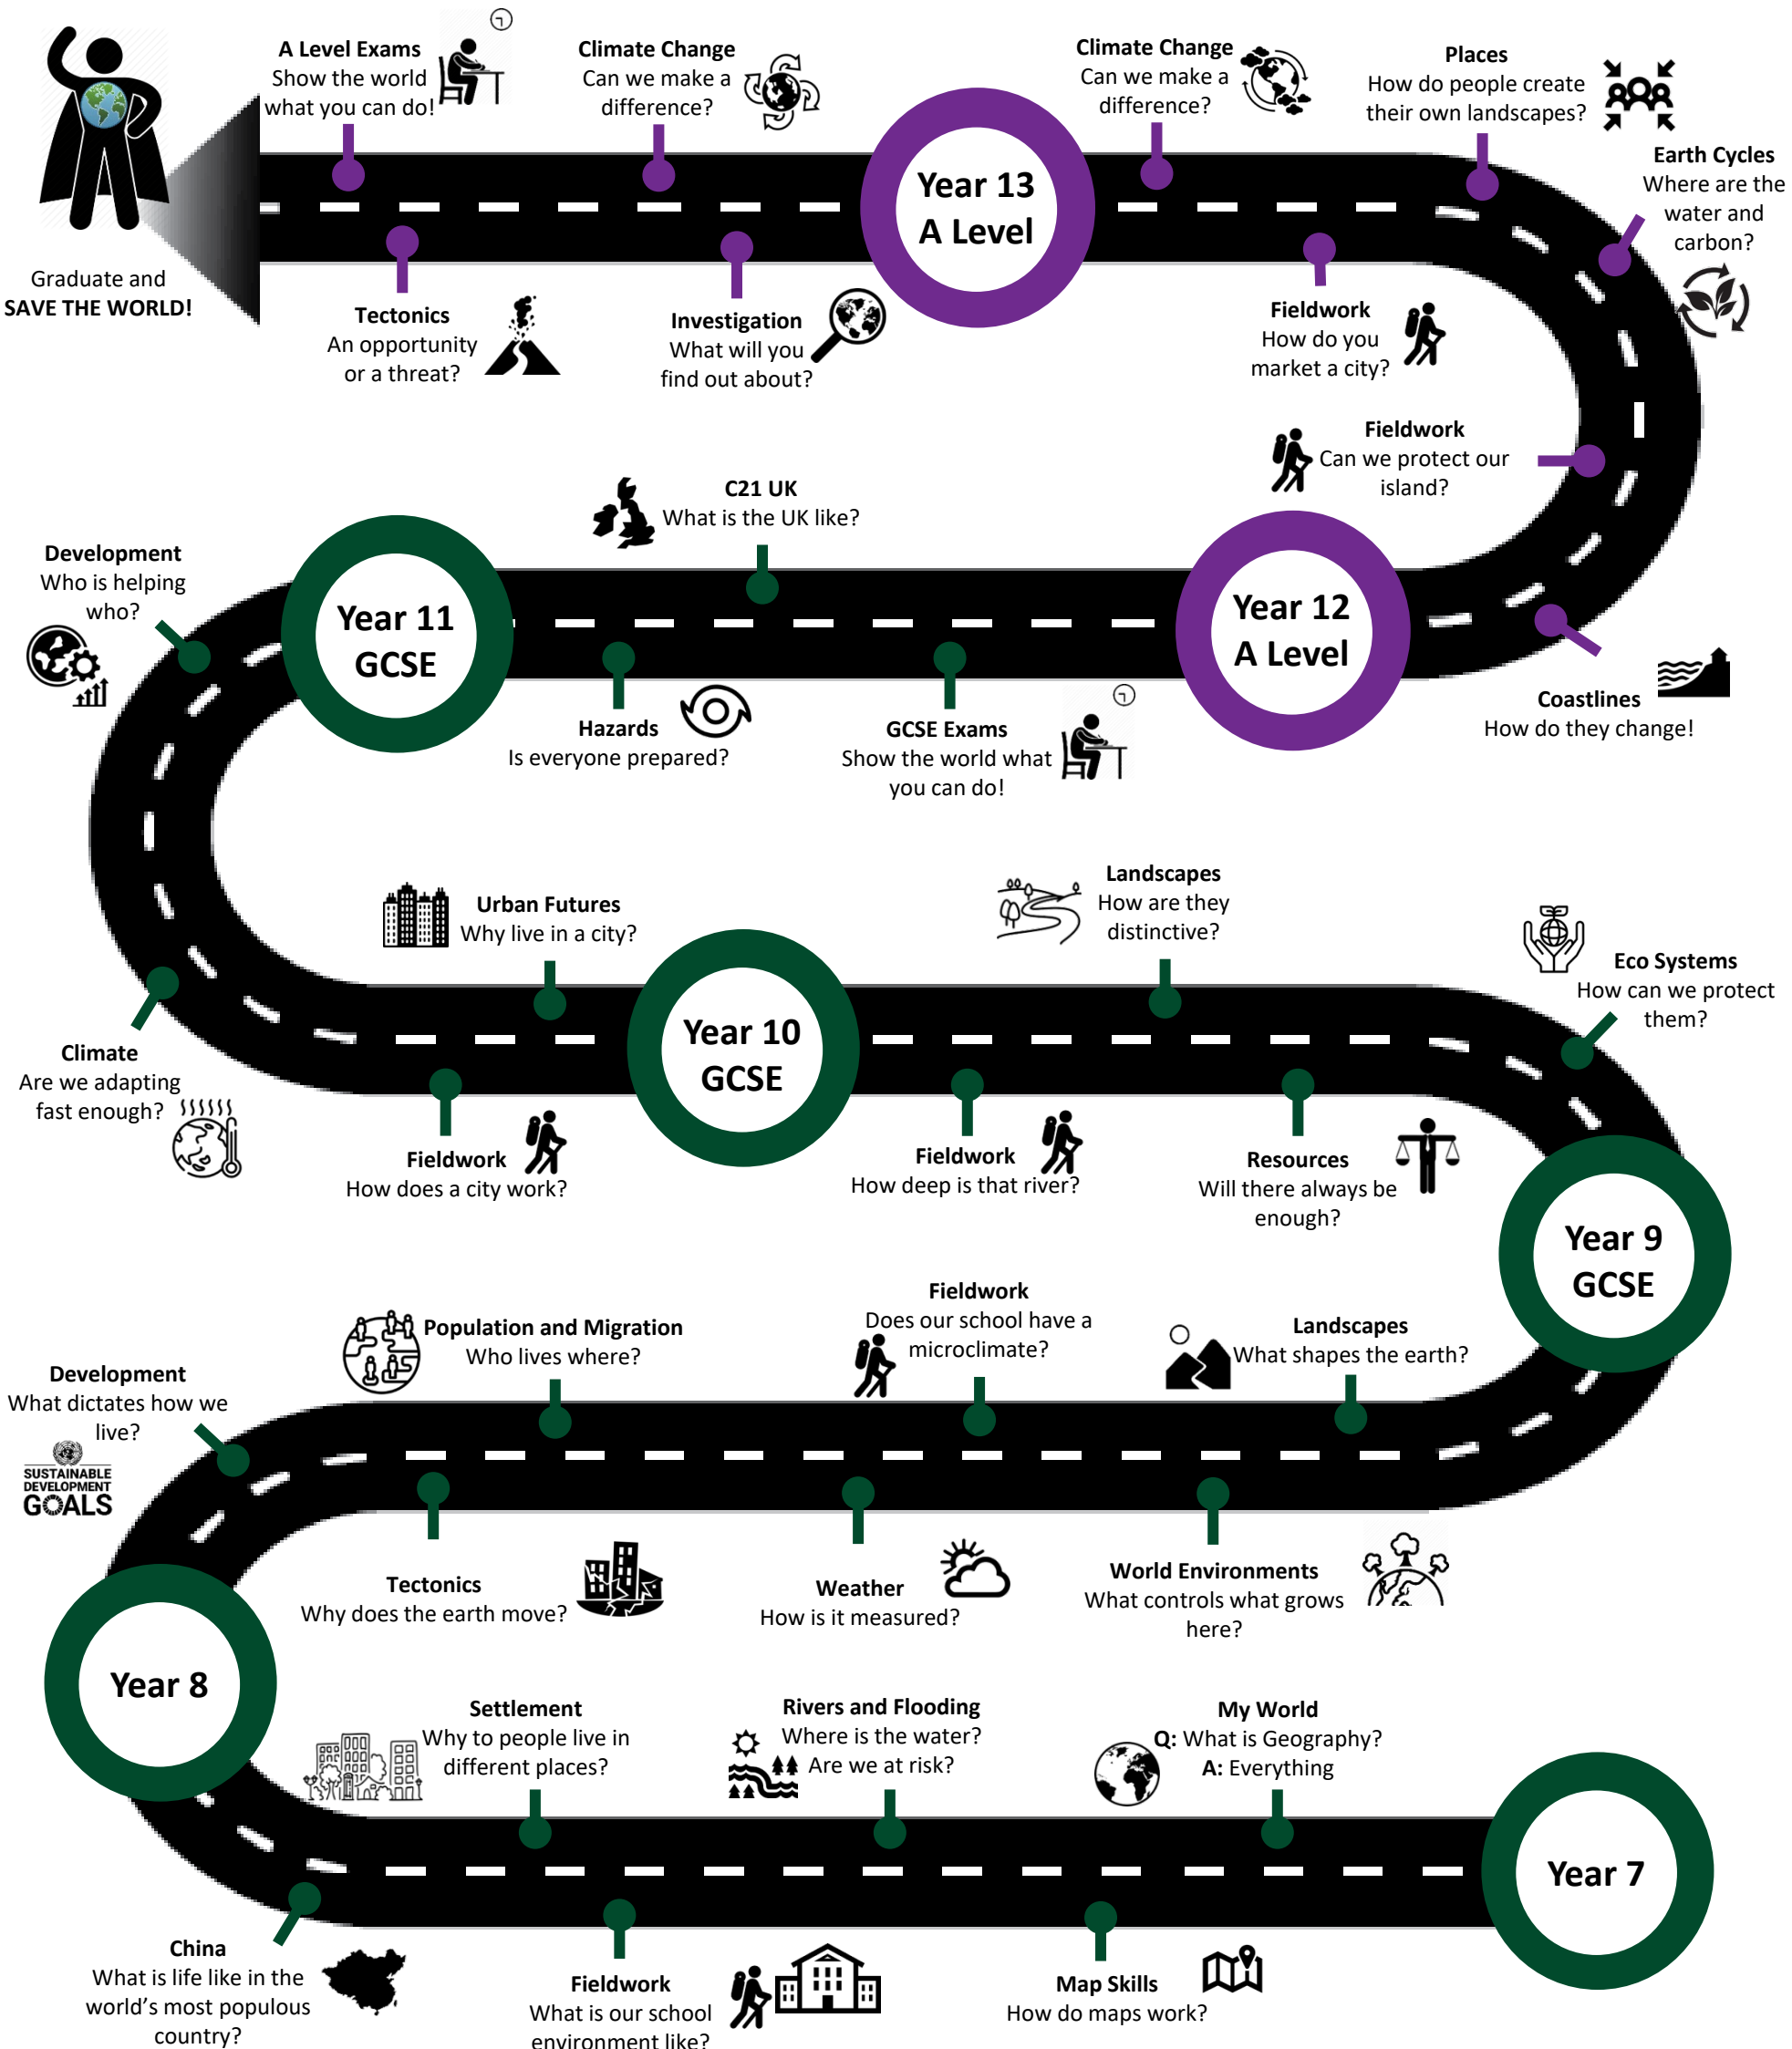 A Level Exams
Show the world
what you can do!
Climate Change
Can we make a
difference?
Climate Change
Can we make a
difference?
Places
How do people create
their own landscapes?
Earth Cycles
Where are the
water and
carbon?
Year 13
A Level
Graduate and
SAVE THE WORLD!
Tectonics
An opportunity
or a threat?
Investigation
What will you
find out about?
Fieldwork
How do you
market a city?
Fieldwork
Can we protect our
island?
C21 UK
What is the UK like?
Development
Who is helping
who?
Year 11
GCSE
Year 12
A Level
Hazards
Is everyone prepared?
GCSE Exams
Show the world what
you can do!
Coastlines
How do they change!
Urban Futures
Why live in a city?
Landscapes
How are they
distinctive?
Eco Systems
How can we protect
them?
Year 10
GCSE
Climate
Are we adapting
fast enough?
Fieldwork
How does a city work?
Fieldwork
How deep is that river?
Resources
Will there always be
enough?
Year 9
GCSE
Population and Migration
Who lives where?
Fieldwork
Does our school have a
microclimate?
Landscapes
What shapes the earth?
Development
What dictates how we
live?
SUSTAINABLE
DEVELOPMENT
GOALS
Tectonics
Why does the earth move?
Weather
How is it measured?
World Environments
What controls what grows
here?
Year 8
Settlement
Why to people live in
different places?
Rivers and Flooding
Where is the water?
Are we at risk?
My World
Q: What is Geography?
A: Everything
Year 7
China
What is life like in the
world's most populous
country?
Fieldwork
What is our school
environment like?
Map Skills
How do maps work?